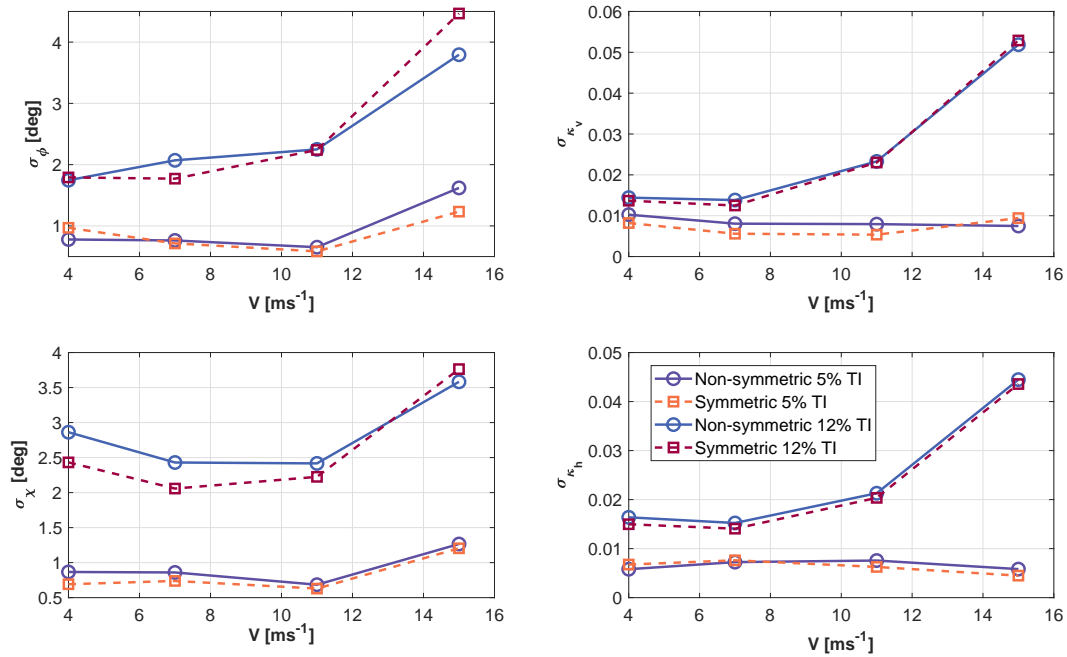 σϕ [deg]
4
3
2
1
4 6 8 10 12 14 16
V [ms-1]
σκv
0.06
0.05
0.04
0.03
0.02
0.01
0
4 6 8 10 12 14 16
V [ms-1]
σχ [deg]
4
3.5
3
2.5
2
1.5
1
0.5
4 6 8 10 12 14 16
V [ms-1]
σκh
0.05
0.04
0.03
0.02
0.01
0
Non-symmetric 5% TI
Symmetric 5% TI
Non-symmetric 12% TI
Symmetric 12% TI
4 6 8 10 12 14 16
V [ms-1]